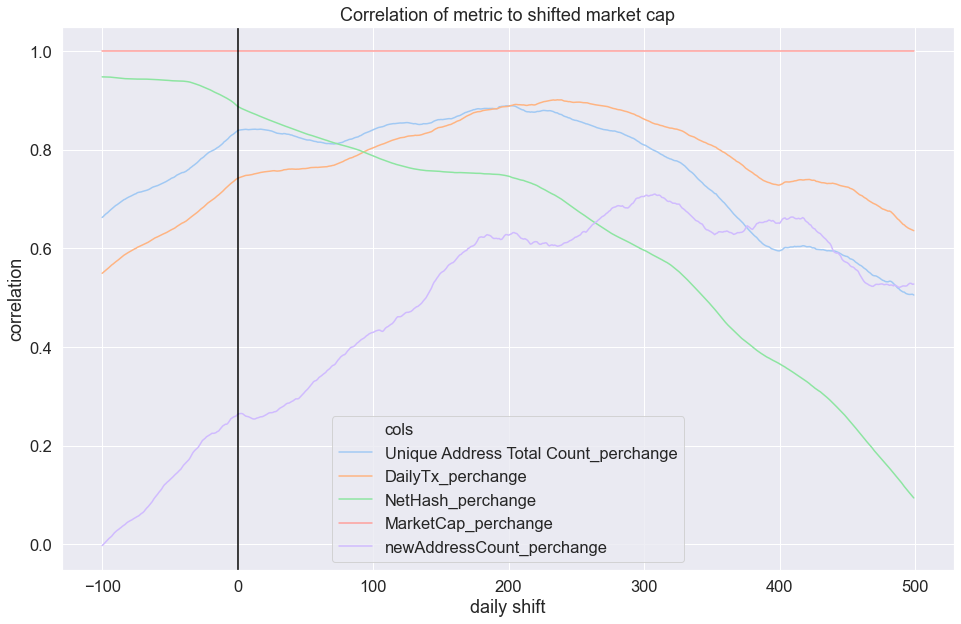 Correlation of metric to shifted market cap
1.0
0.8
0.6
0.4
0.2
0.0
correlation
cols
Unique Address Total Count_perchange
DailyTx_perchange
NetHash_perchange
MarketCap_perchange
newAddressCount_perchange
−100
0
100
200
300
400
500
daily shift